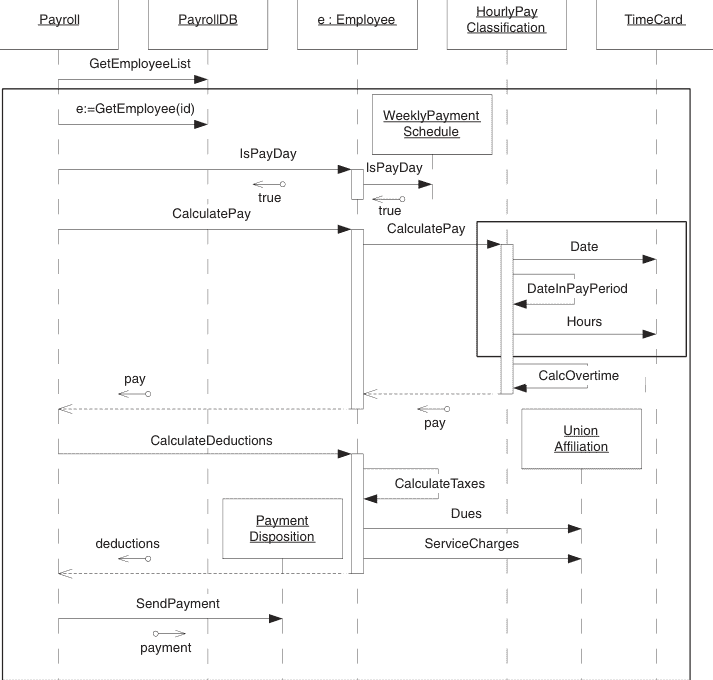 Payroll
PayrollDB
e : Employee
HourlyPay
Classification
TimeCard
GetEmployeeList
e:=GetEmployee(id)
WeeklyPayment
Schedule
IsPayDay
IsPayDay
true
true
CalculatePay
CalculatePay
Date
DateInPayPeriod
Hours
CalcOvertime
pay
pay
CalculateDeductions
Union
Affiliation
CalculateTaxes
Payment
Disposition
Dues
deductions
ServiceCharges
SendPayment
payment